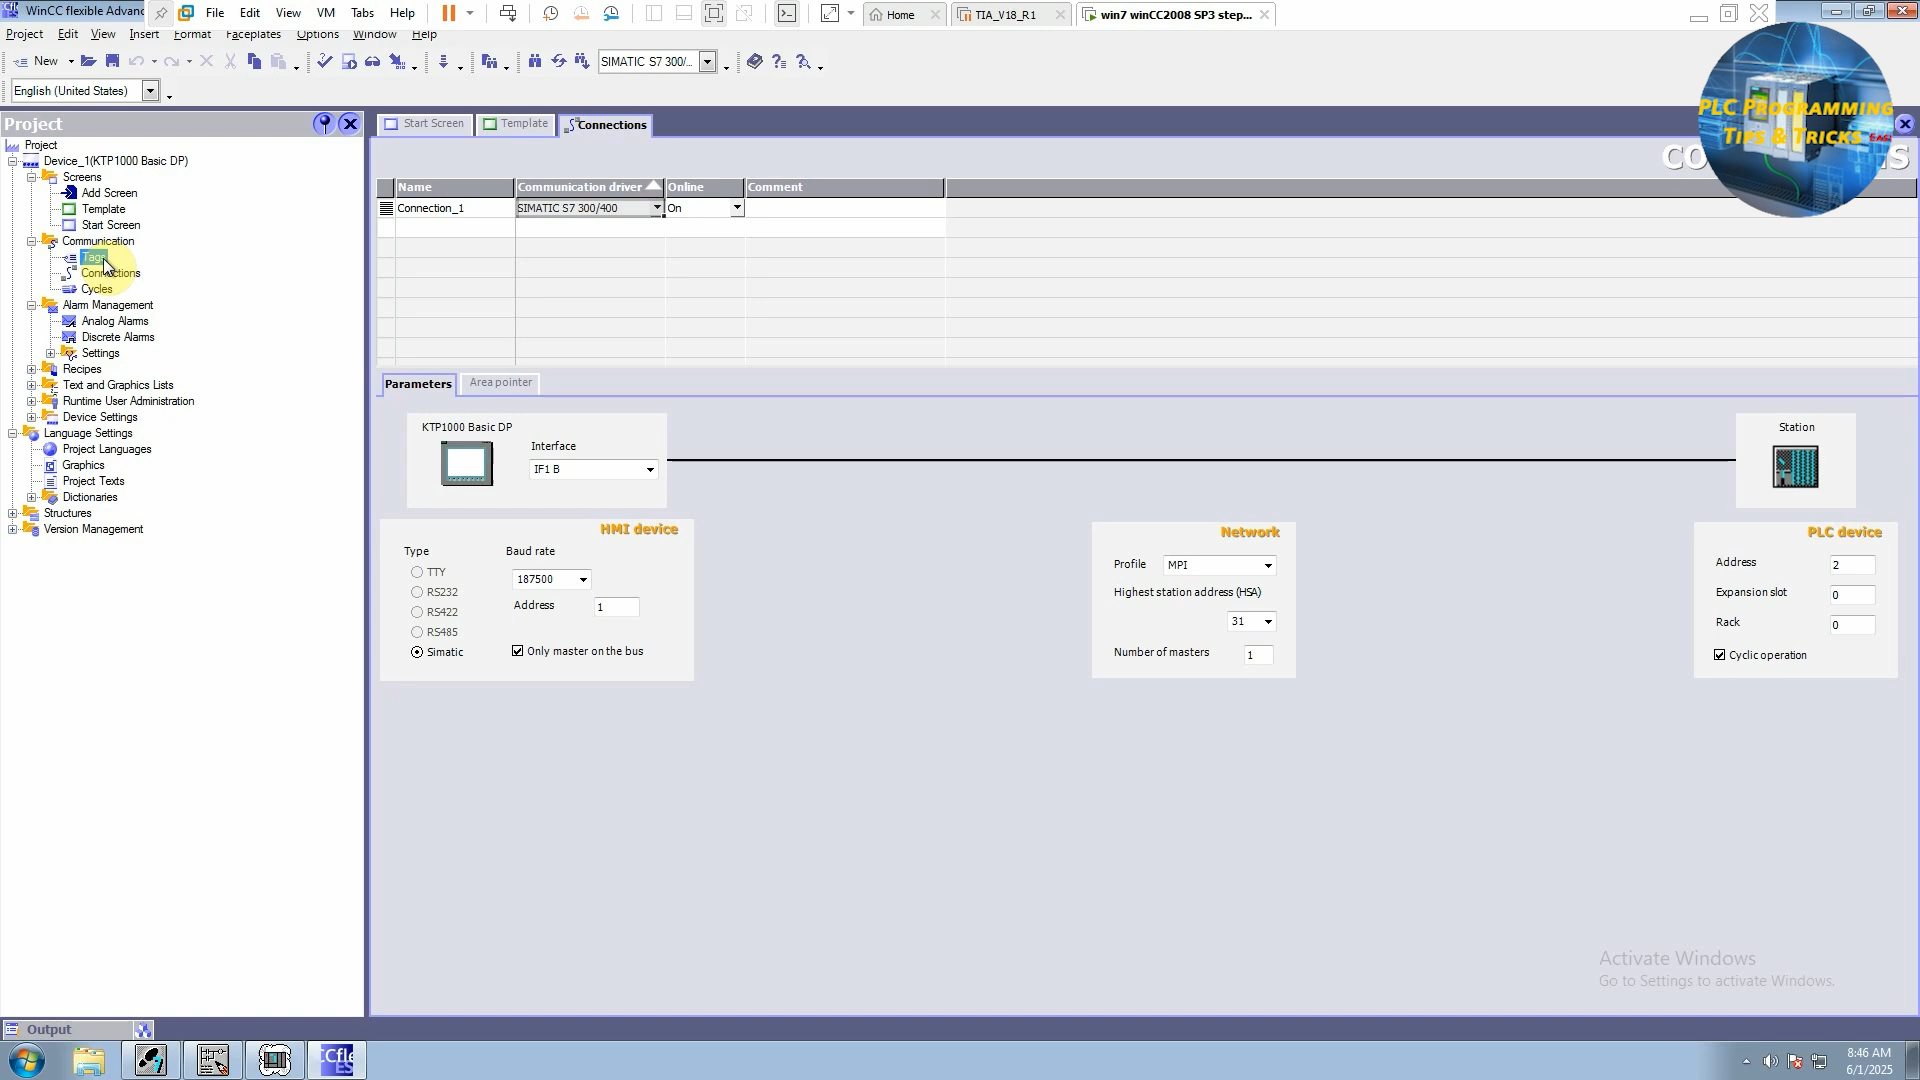 WinCC flexible Advanc
File Edit View VM Tabs Help
Home
TIA_V18_R1
win7 winCC2008 SP3 step...
Project Edit View Insert Format Faceplates Options Window Help
New
SIMATIC S7 300/...
English (United States)
PLC PROGRAMMING
TIPS & TRICKS EASY
Project
Project
Device_1(KTP1000 Basic DP)
Screens
Add Screen
Template
Start Screen
Communication
Tags
Connections
Cycles
Alarm Management
Analog Alarms
Discrete Alarms
Settings
Recipes
Text and Graphics Lists
Runtime User Administration
Device Settings
Language Settings
Project Languages
Graphics
Project Texts
Dictionaries
Structures
Version Management
Start Screen Template Connections
Name Communication driver Online Comment
Connection_1 SIMATIC S7 300/400 On
Parameters Area pointer
KTP1000 Basic DP
Interface
IF1 B
Station
HMI device
Type Baud rate
TTY
187500
RS232
Address 1
RS422
RS485
Simatic
Only master on the bus
Network
Profile MPI
Highest station address (HSA)
31
Number of masters 1
PLC device
Address 2
Expansion slot 0
Rack 0
Cyclic operation
Activate Windows
Go to Settings to activate Windows.
Output
CCfle
ES
8:46 AM
6/1/2025